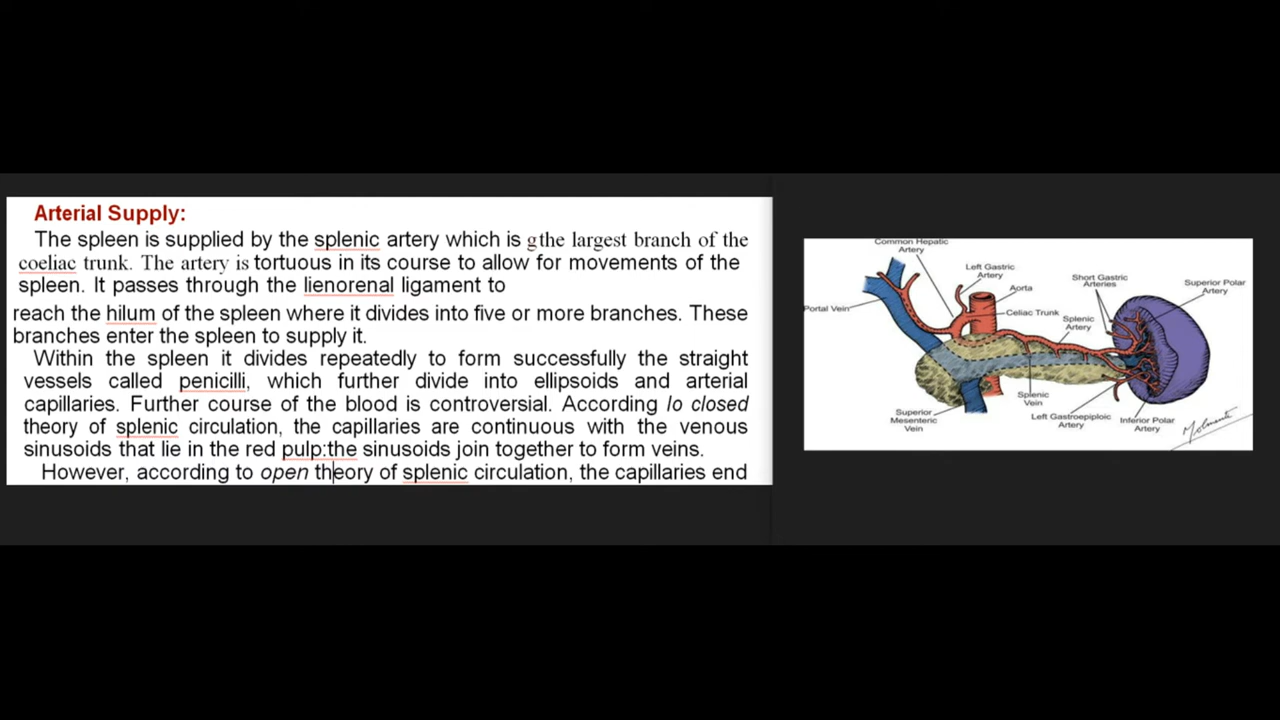 Arterial Supply:
The spleen is supplied by the splenic artery which is gthe largest branch of the
coeliac trunk. The artery is tortuous in its course to allow for movements of the
spleen. It passes through the lienorenal ligament to
reach the hilum of the spleen where it divides into five or more branches. These
branches enter the spleen to supply it.
Within the spleen it divides repeatedly to form successfully the straight
vessels called penicilli, which further divide into ellipsoids and arterial
capillaries. Further course of the blood is controversial. According lo closed
theory of splenic circulation, the capillaries are continuous with the venous
sinusoids that lie in the red pulp:the sinusoids join together to form veins.
However, according to open theory of splenic circulation, the capillaries end
Common Hepatic
Artery
Left Gastric
Artery
Aorta
Short Gastric
Arteries
Superior Polar
Artery
Portal Vein
Celiac Trunk
Splenic
Artery
Splenic
Vein
Superior
Mesenteric
Vein
Left Gastroepiploic
Artery
Inferior Polar
Artery